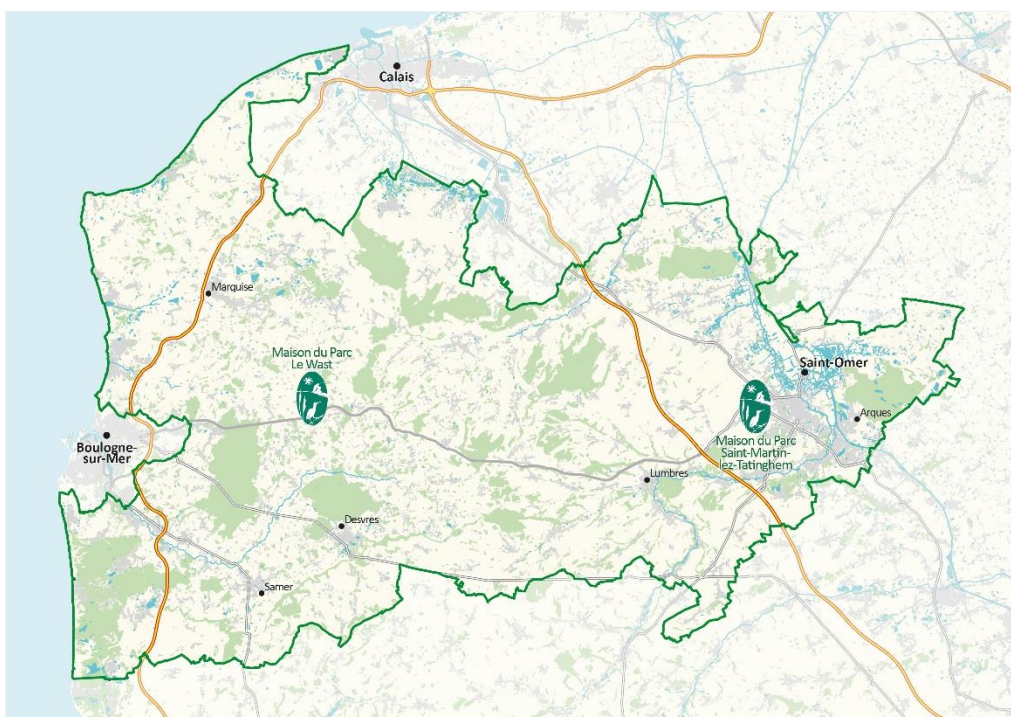 Calais
Marquise
Maison du Parc
Le Wast
Saint-Omer
Arques
Boulogne-
sur-Mer
Maison du Parc
Saint-Martin-
lez-Tatinghem
Lumbres
Desvres
Samer